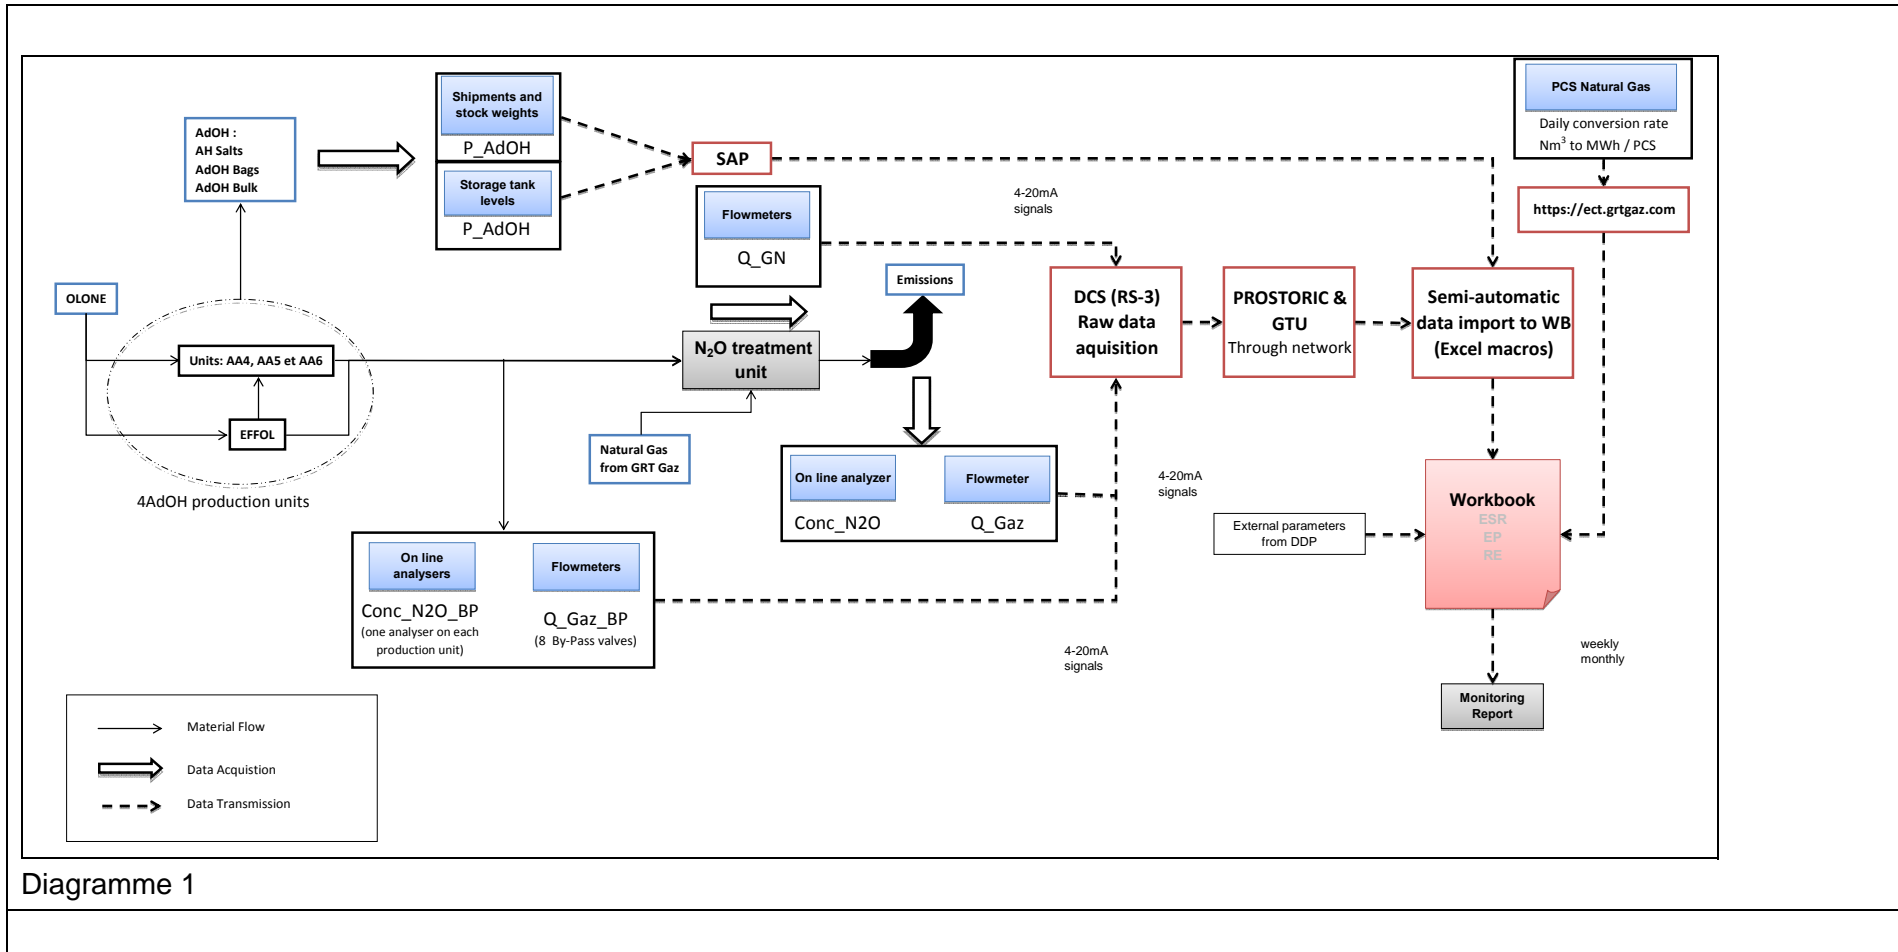 Shipments and
stock weights
P_AdOH
Storage tank
levels
P_AdOH
AdOH :
AH Salts
AdOH Bags
AdOH Bulk
SAP
PCS Natural Gas
Daily conversion rate
Nm³ to MWh / PCS
https://ect.grtgaz.com
4-20mA
signals
Flowmeters
Q_GN
Emissions
OLONE
Units: AA4, AA5 et AA6
EFFOL
4AdOH production units
N₂O treatment
unit
Natural Gas
from GRT Gaz
DCS (RS-3)
Raw data
aquisition
PROSTORIC &
GTU
Through network
Semi-automatic
data import to WB
(Excel macros)
On line analyzer
Conc_N2O
Flowmeter
Q_Gaz
4-20mA
signals
On line
analysers
Conc_N2O_BP
(one analyser on each
production unit)
Flowmeters
Q_Gaz_BP
(8 By-Pass valves)
4-20mA
signals
External parameters
from DDP
Workbook
ESR
EP
RE
weekly
monthly
Monitoring
Report
Material Flow
Data Acquistion
Data Transmission
Diagramme 1